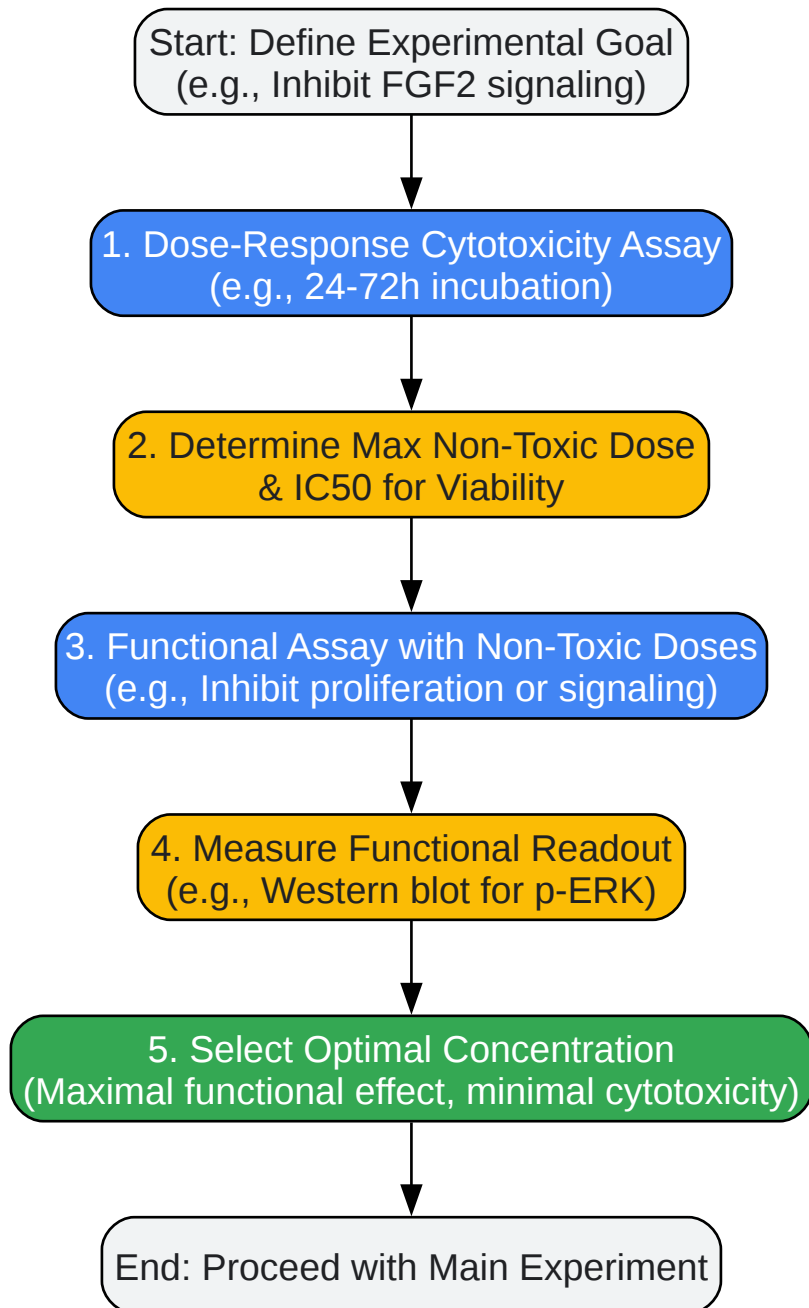 Start: Define Experimental Goal
(e.g., Inhibit FGF2 signaling)
1. Dose-Response Cytotoxicity Assay
(e.g., 24-72h incubation)
2. Determine Max Non-Toxic Dose
& IC50 for Viability
3. Functional Assay with Non-Toxic Doses
(e.g., Inhibit proliferation or signaling)
4. Measure Functional Readout
(e.g., Western blot for p-ERK)
5. Select Optimal Concentration
(Maximal functional effect, minimal cytotoxicity)
End: Proceed with Main Experiment